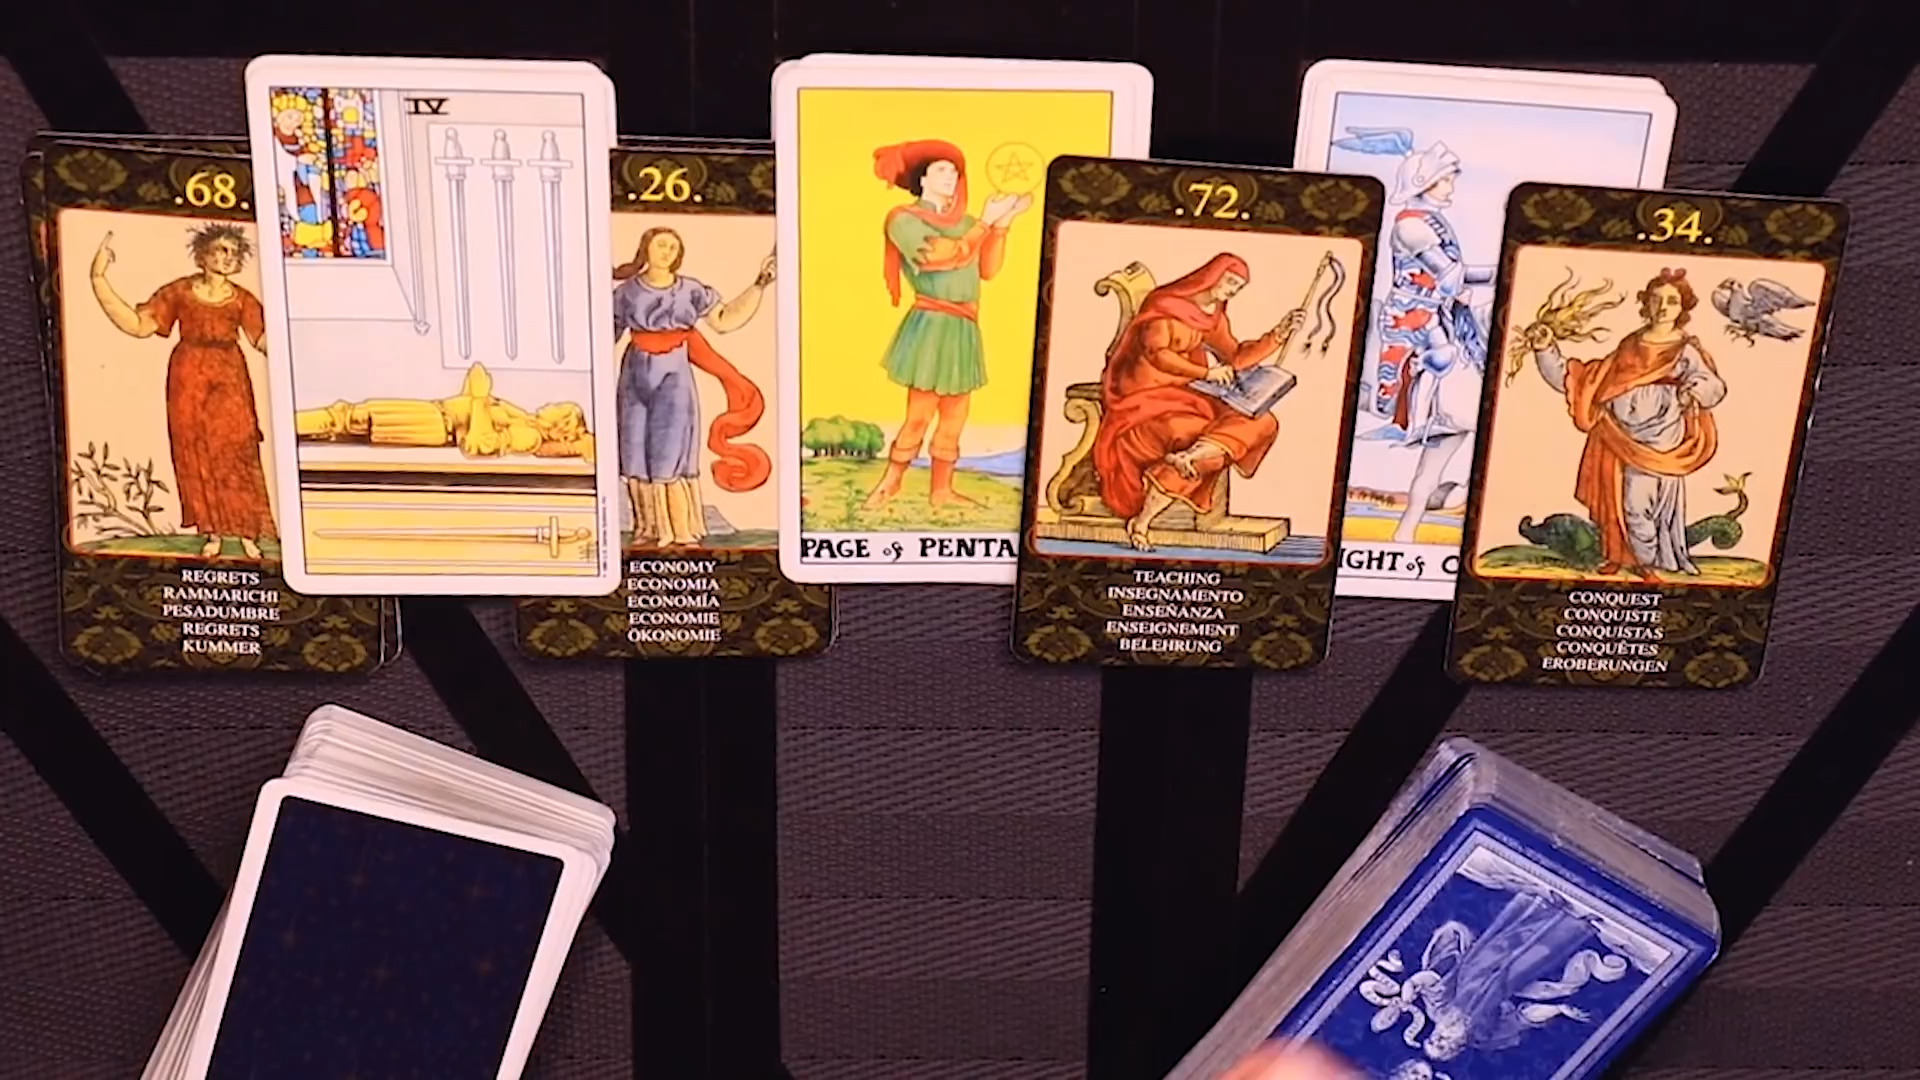 .68.
REGRETS
RAMMARICHI
PESADUMBRE
REGRETS
KUMMER
IV
.26.
ECONOMY
ECONOMIA
ECONOMÍA
ECONOMIE
ÖKONOMIE
PAGE of PENTA
.72.
TEACHING
INSEGNAMENTO
ENSEÑANZA
ENSEIGNEMENT
BELEHRUNG
IGHT of C
.34.
CONQUEST
CONQUISTE
CONQUISTAS
CONQUÊTES
EROBERUNGEN